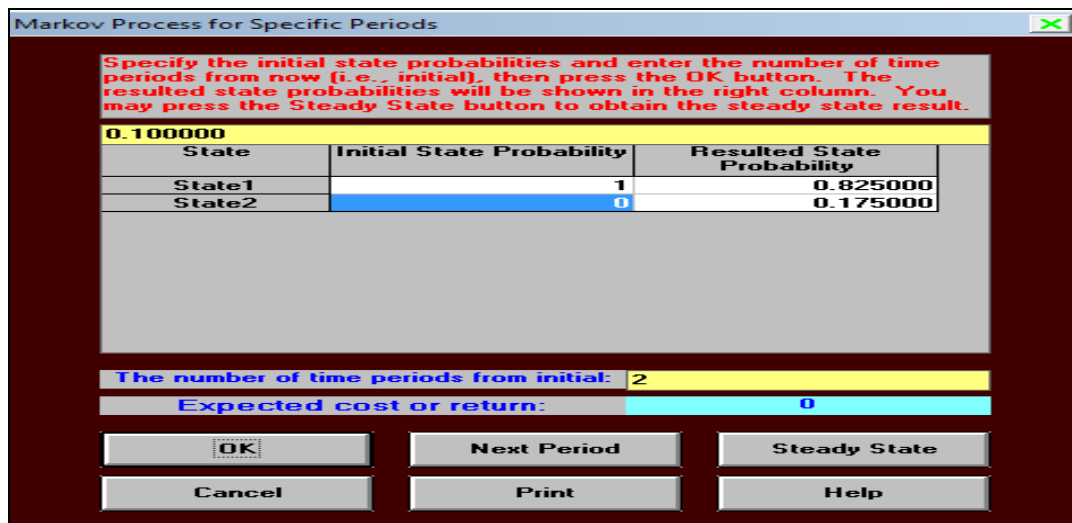 Markov Process for Specific Periods
Specify the initial state probabilities and enter the number of time
periods from now (i.e., initial), then press the OK button.  The
resulted state probabilities will be shown in the right column.  You
may press the Steady State button to obtain the steady state result.
0.100000
State Initial State Probability Resulted State
Probability
State1 1 0.825000
State2 0 0.175000
The number of time periods from initial: 2
Expected cost or return: 0
OK Next Period Steady State
Cancel Print Help